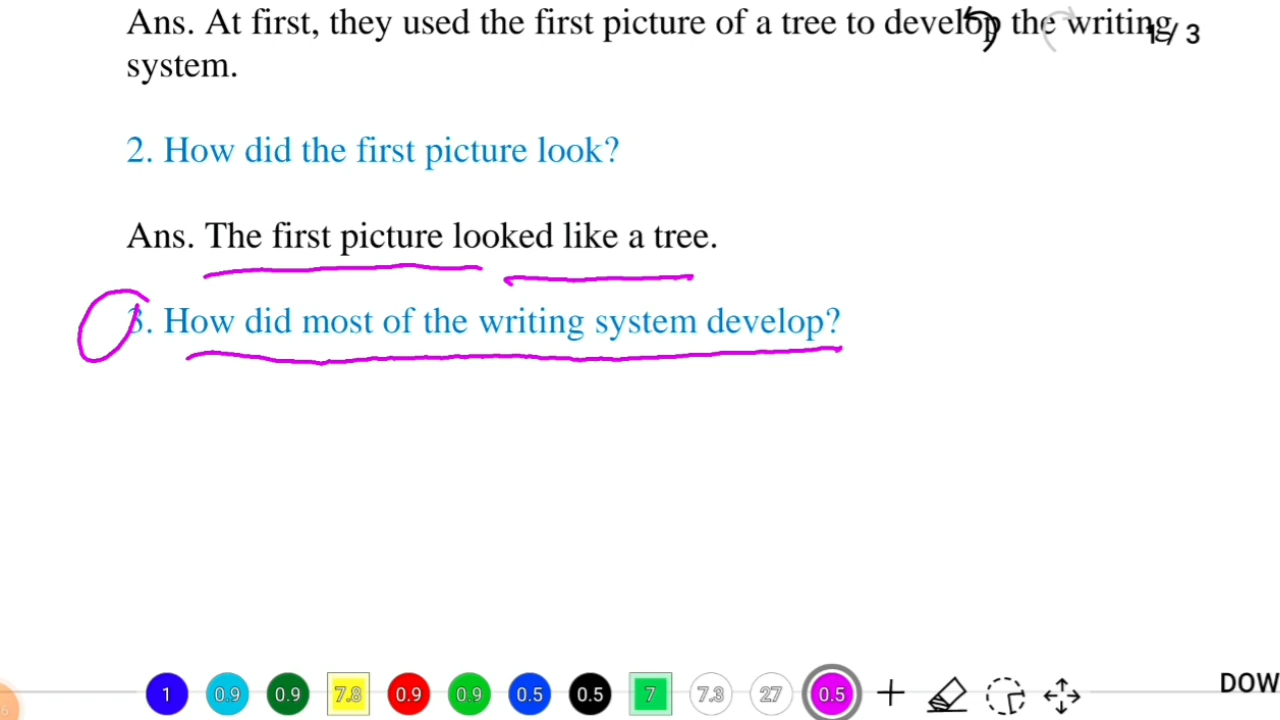 Ans. At first, they used the first picture of a tree to develop the writing
1 / 3
system.
2. How did the first picture look?
Ans. The first picture looked like a tree.
3. How did most of the writing system develop?
1 0.9 0.9 7.8 0.9 0.9 0.5 0.5 7 7.3 27 0.5
DOW
6